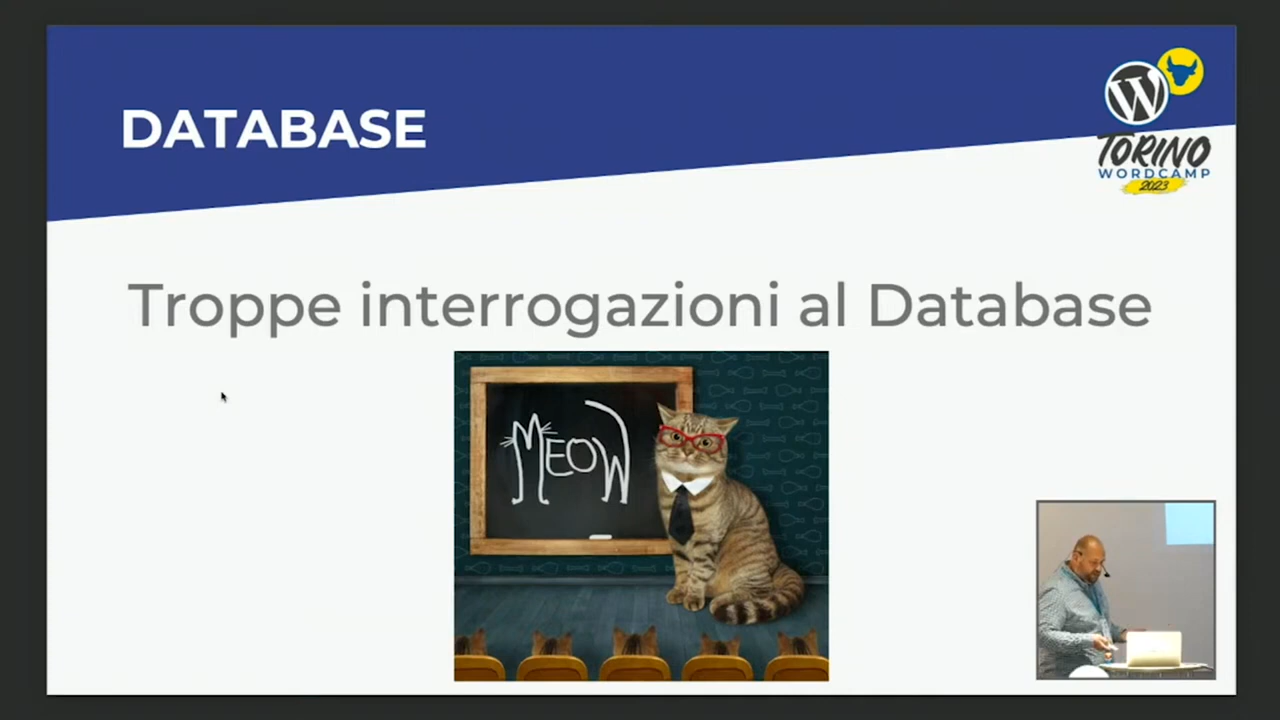 DATABASE
W
TORINO
WORDCAMP
2023
Troppe interrogazioni al Database
MEOW